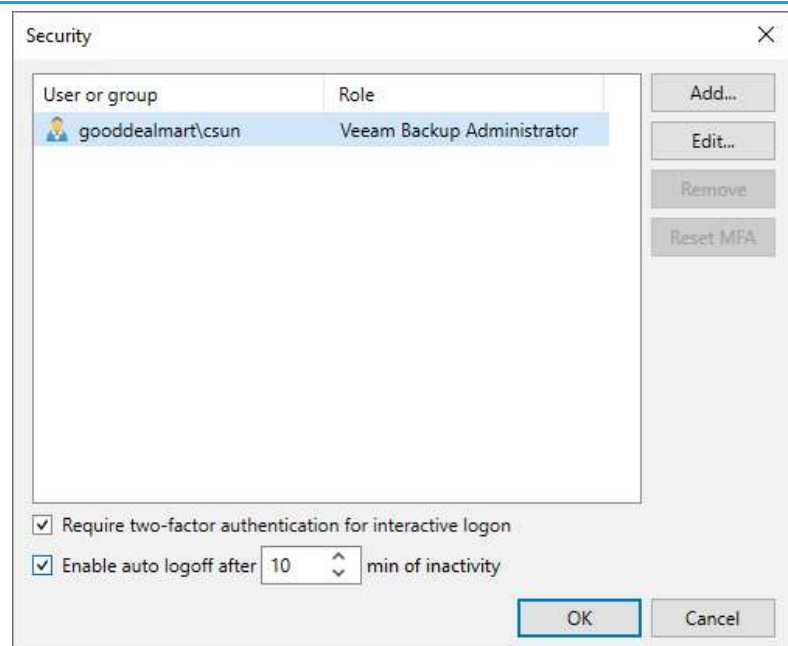 Security
User or group Role
gooddealmart\csun Veeam Backup Administrator
Add...
Edit...
Remove
Reset MFA
Require two-factor authentication for interactive logon
Enable auto logoff after 10 min of inactivity
OK Cancel